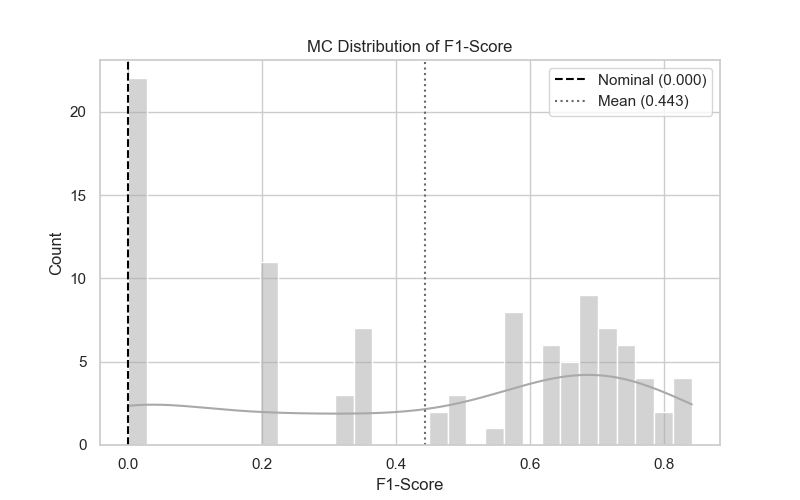 MC Distribution of F1-Score
Nominal (0.000)
Mean (0.443)
Count
20
15
10
5
0
0.0 0.2 0.4 0.6 0.8
F1-Score